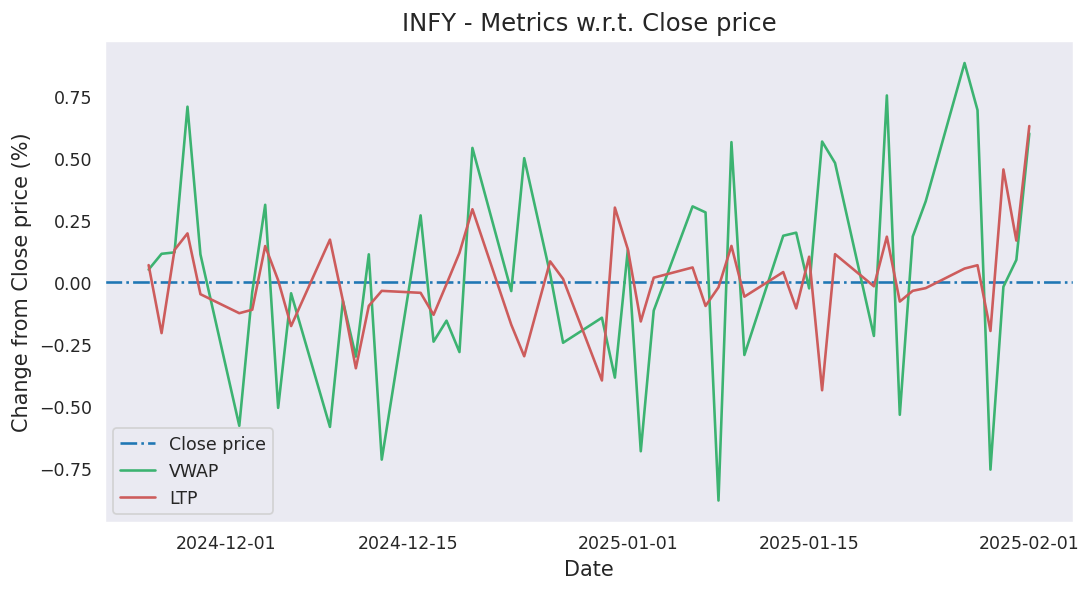 INFY - Metrics w.r.t. Close price
Change from Close price (%)
0.75
0.50
0.25
0.00
−0.25
−0.50
−0.75
Close price
VWAP
LTP
2024-12-01 2024-12-15 2025-01-01 2025-01-15 2025-02-01
Date